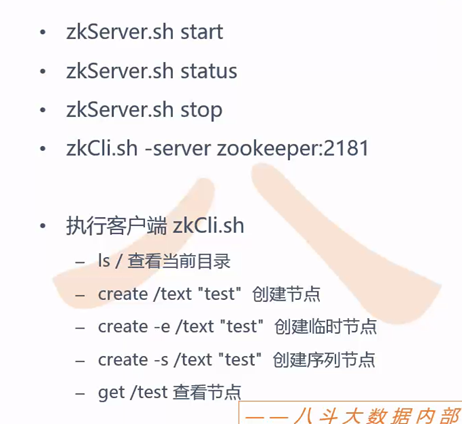 • zkServer.sh start
• zkServer.sh status
• zkServer.sh stop
• zkCli.sh -server zookeeper:2181
• 执行客户端 zkCli.sh
– ls / 查看当前目录
– create /text "test" 创建节点
– create -e /text "test" 创建临时节点
– create -s /text "test" 创建序列节点
– get /test 查看节点
——八斗大数据内部